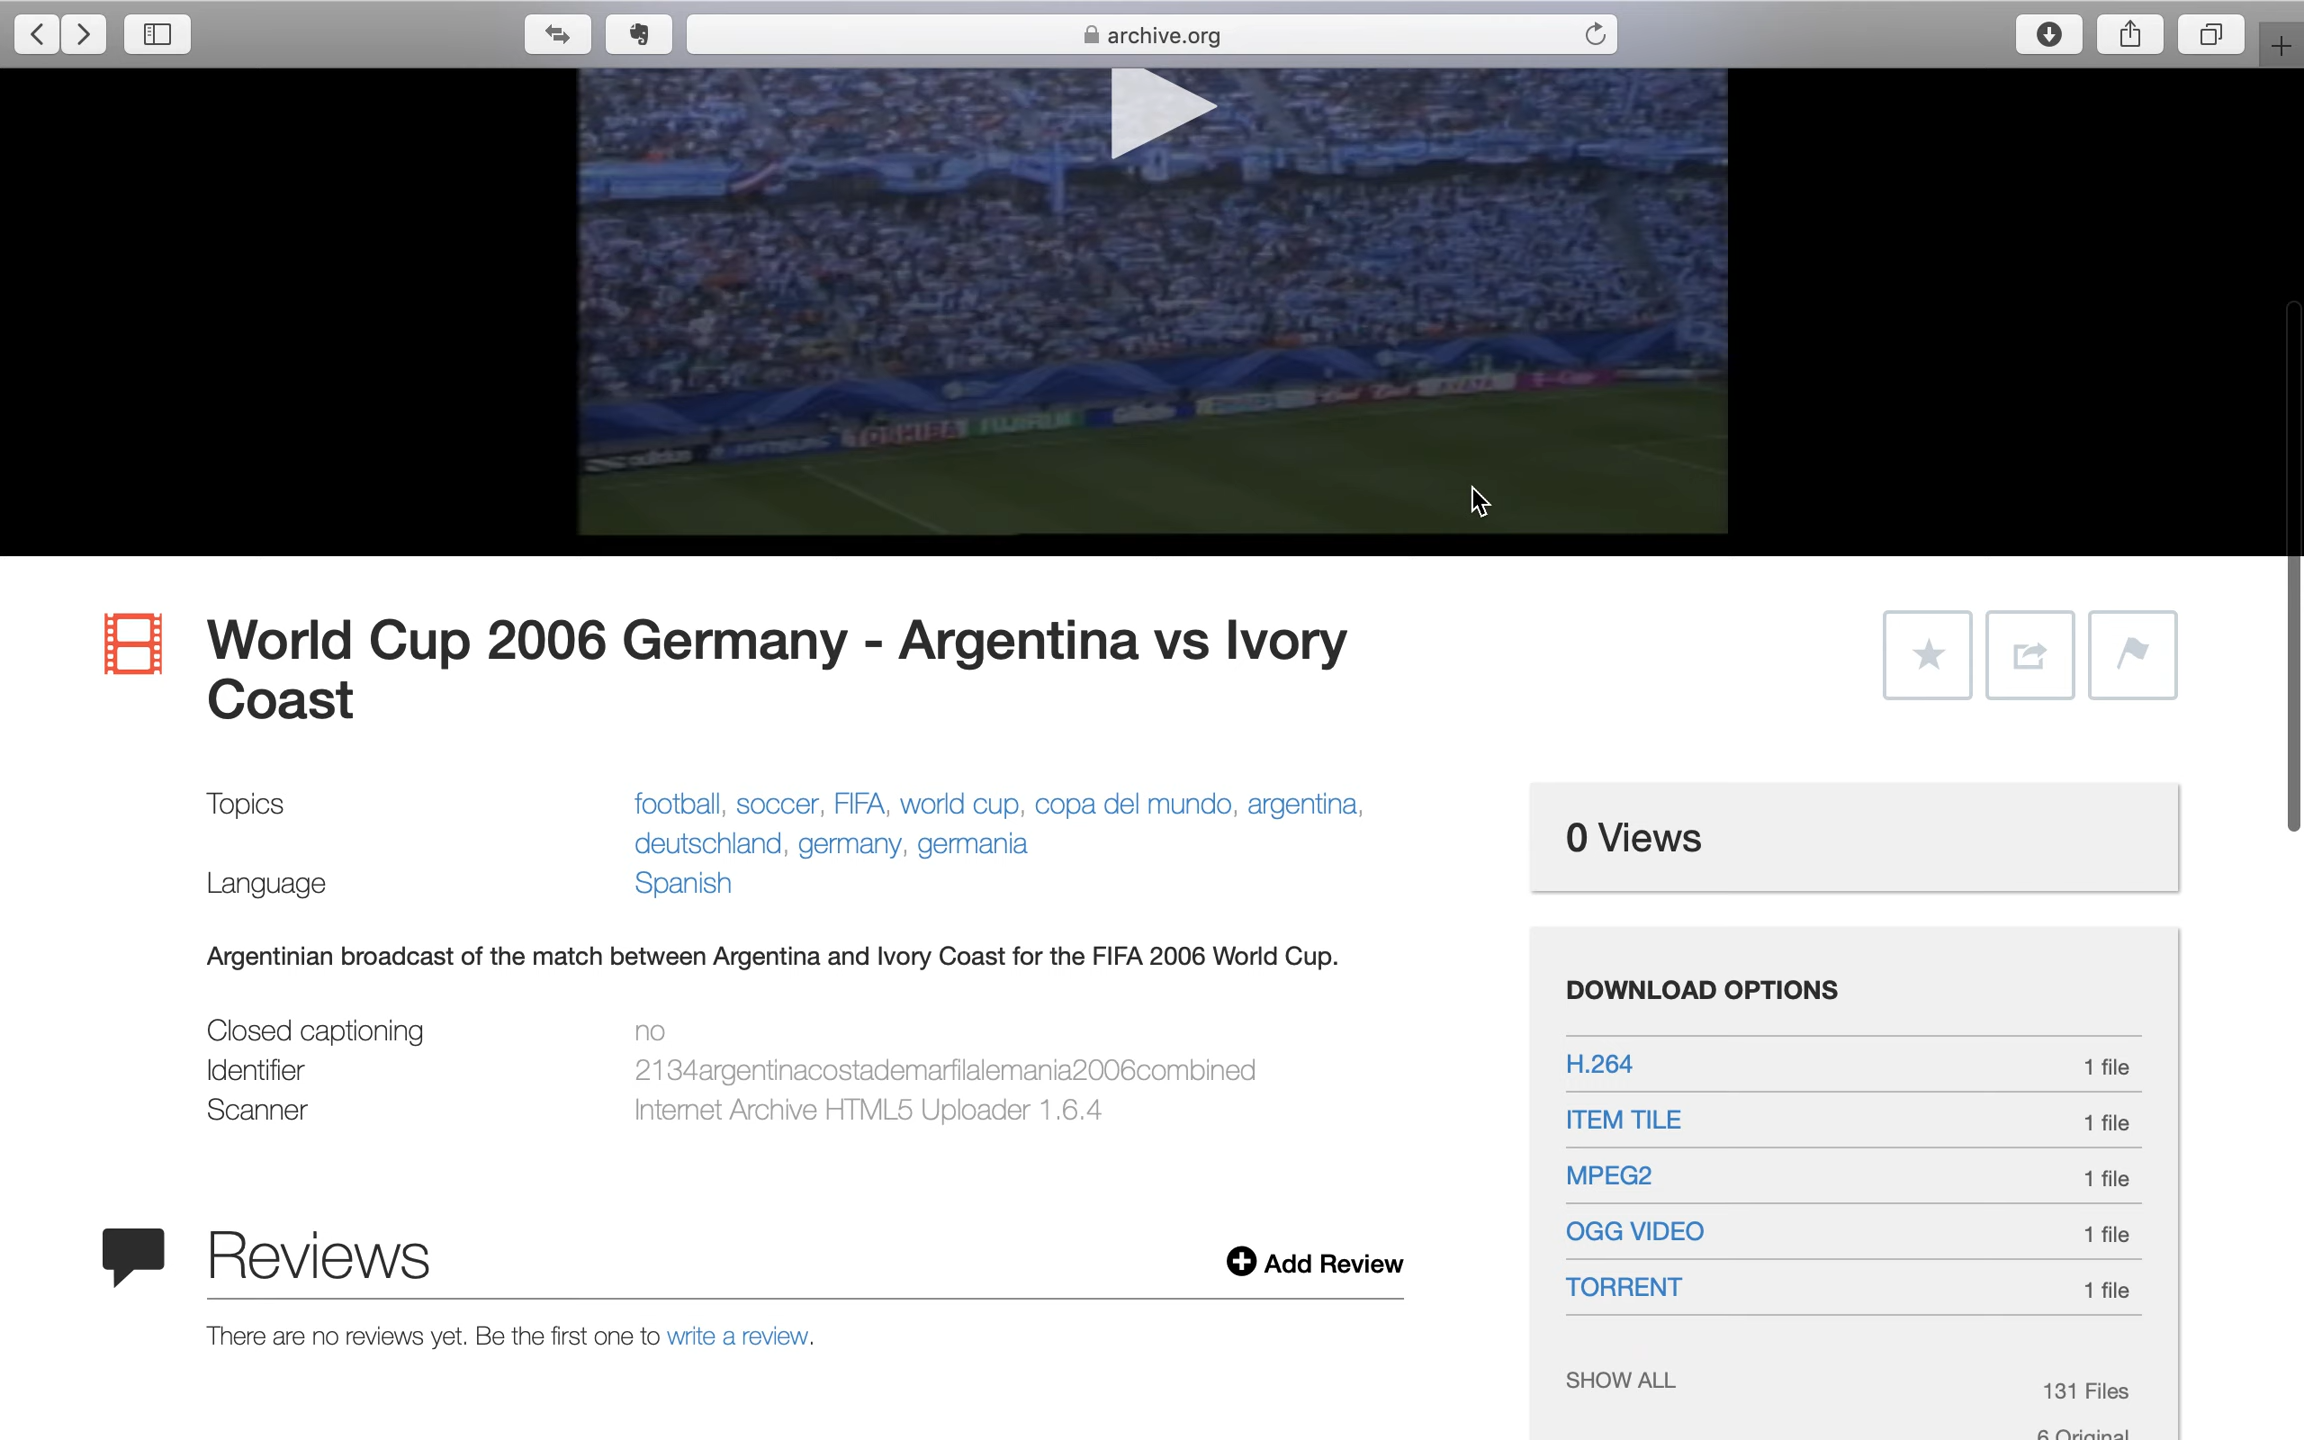 archive.org
adidas
TOSHIBA FUJIFILM
World Cup 2006 Germany - Argentina vs Ivory
Coast
Topics football, soccer, FIFA, world cup, copa del mundo, argentina,
deutschland, germany, germania
Language Spanish
Argentinian broadcast of the match between Argentina and Ivory Coast for the FIFA 2006 World Cup.
Closed captioning no
Identifier 2134argentinacostademarfilalemania2006combined
Scanner Internet Archive HTML5 Uploader 1.6.4
Reviews
Add Review
There are no reviews yet. Be the first one to write a review.
0 Views
DOWNLOAD OPTIONS
H.264 1 file
ITEM TILE 1 file
MPEG2 1 file
OGG VIDEO 1 file
TORRENT 1 file
SHOW ALL 131 Files
6 Original